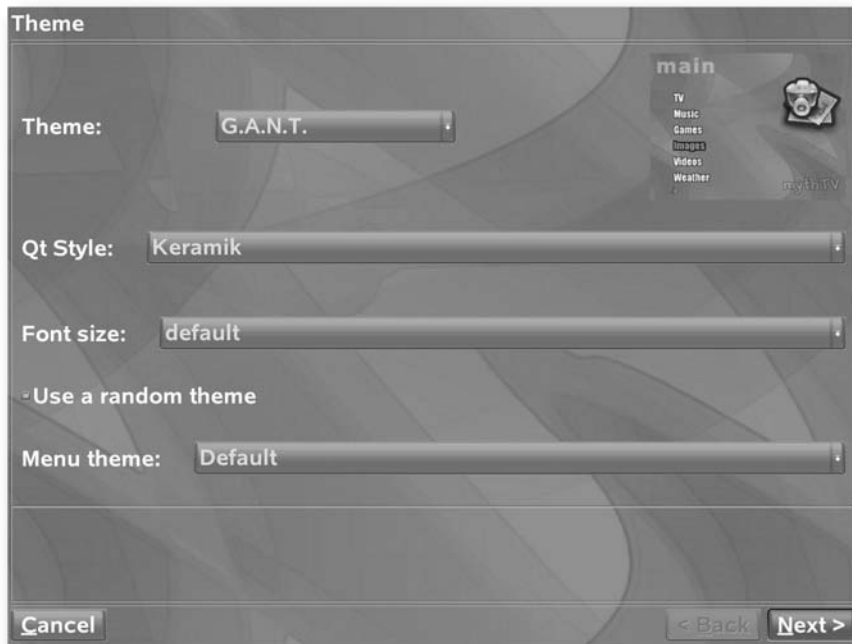 Theme
Theme:
G.A.N.T.
main
TV
Music
Games
Images
Videos
Weather
mythTV
Qt Style:
Keramik
Font size:
default
Use a random theme
Menu theme:
Default
Cancel
< Back
Next >